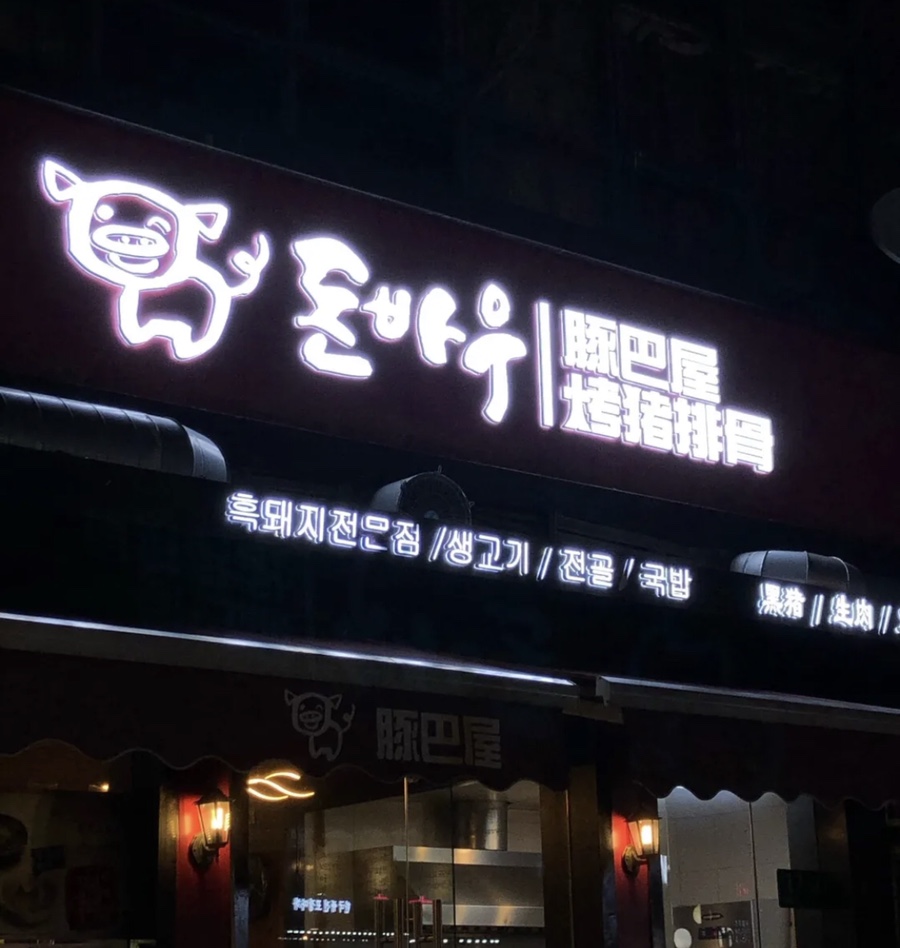 돈바우
豚巴屋
烤猪排骨
흑돼지전문점 / 생고기 / 전골 / 국밥
黑猪 / 生肉 /
豚巴屋